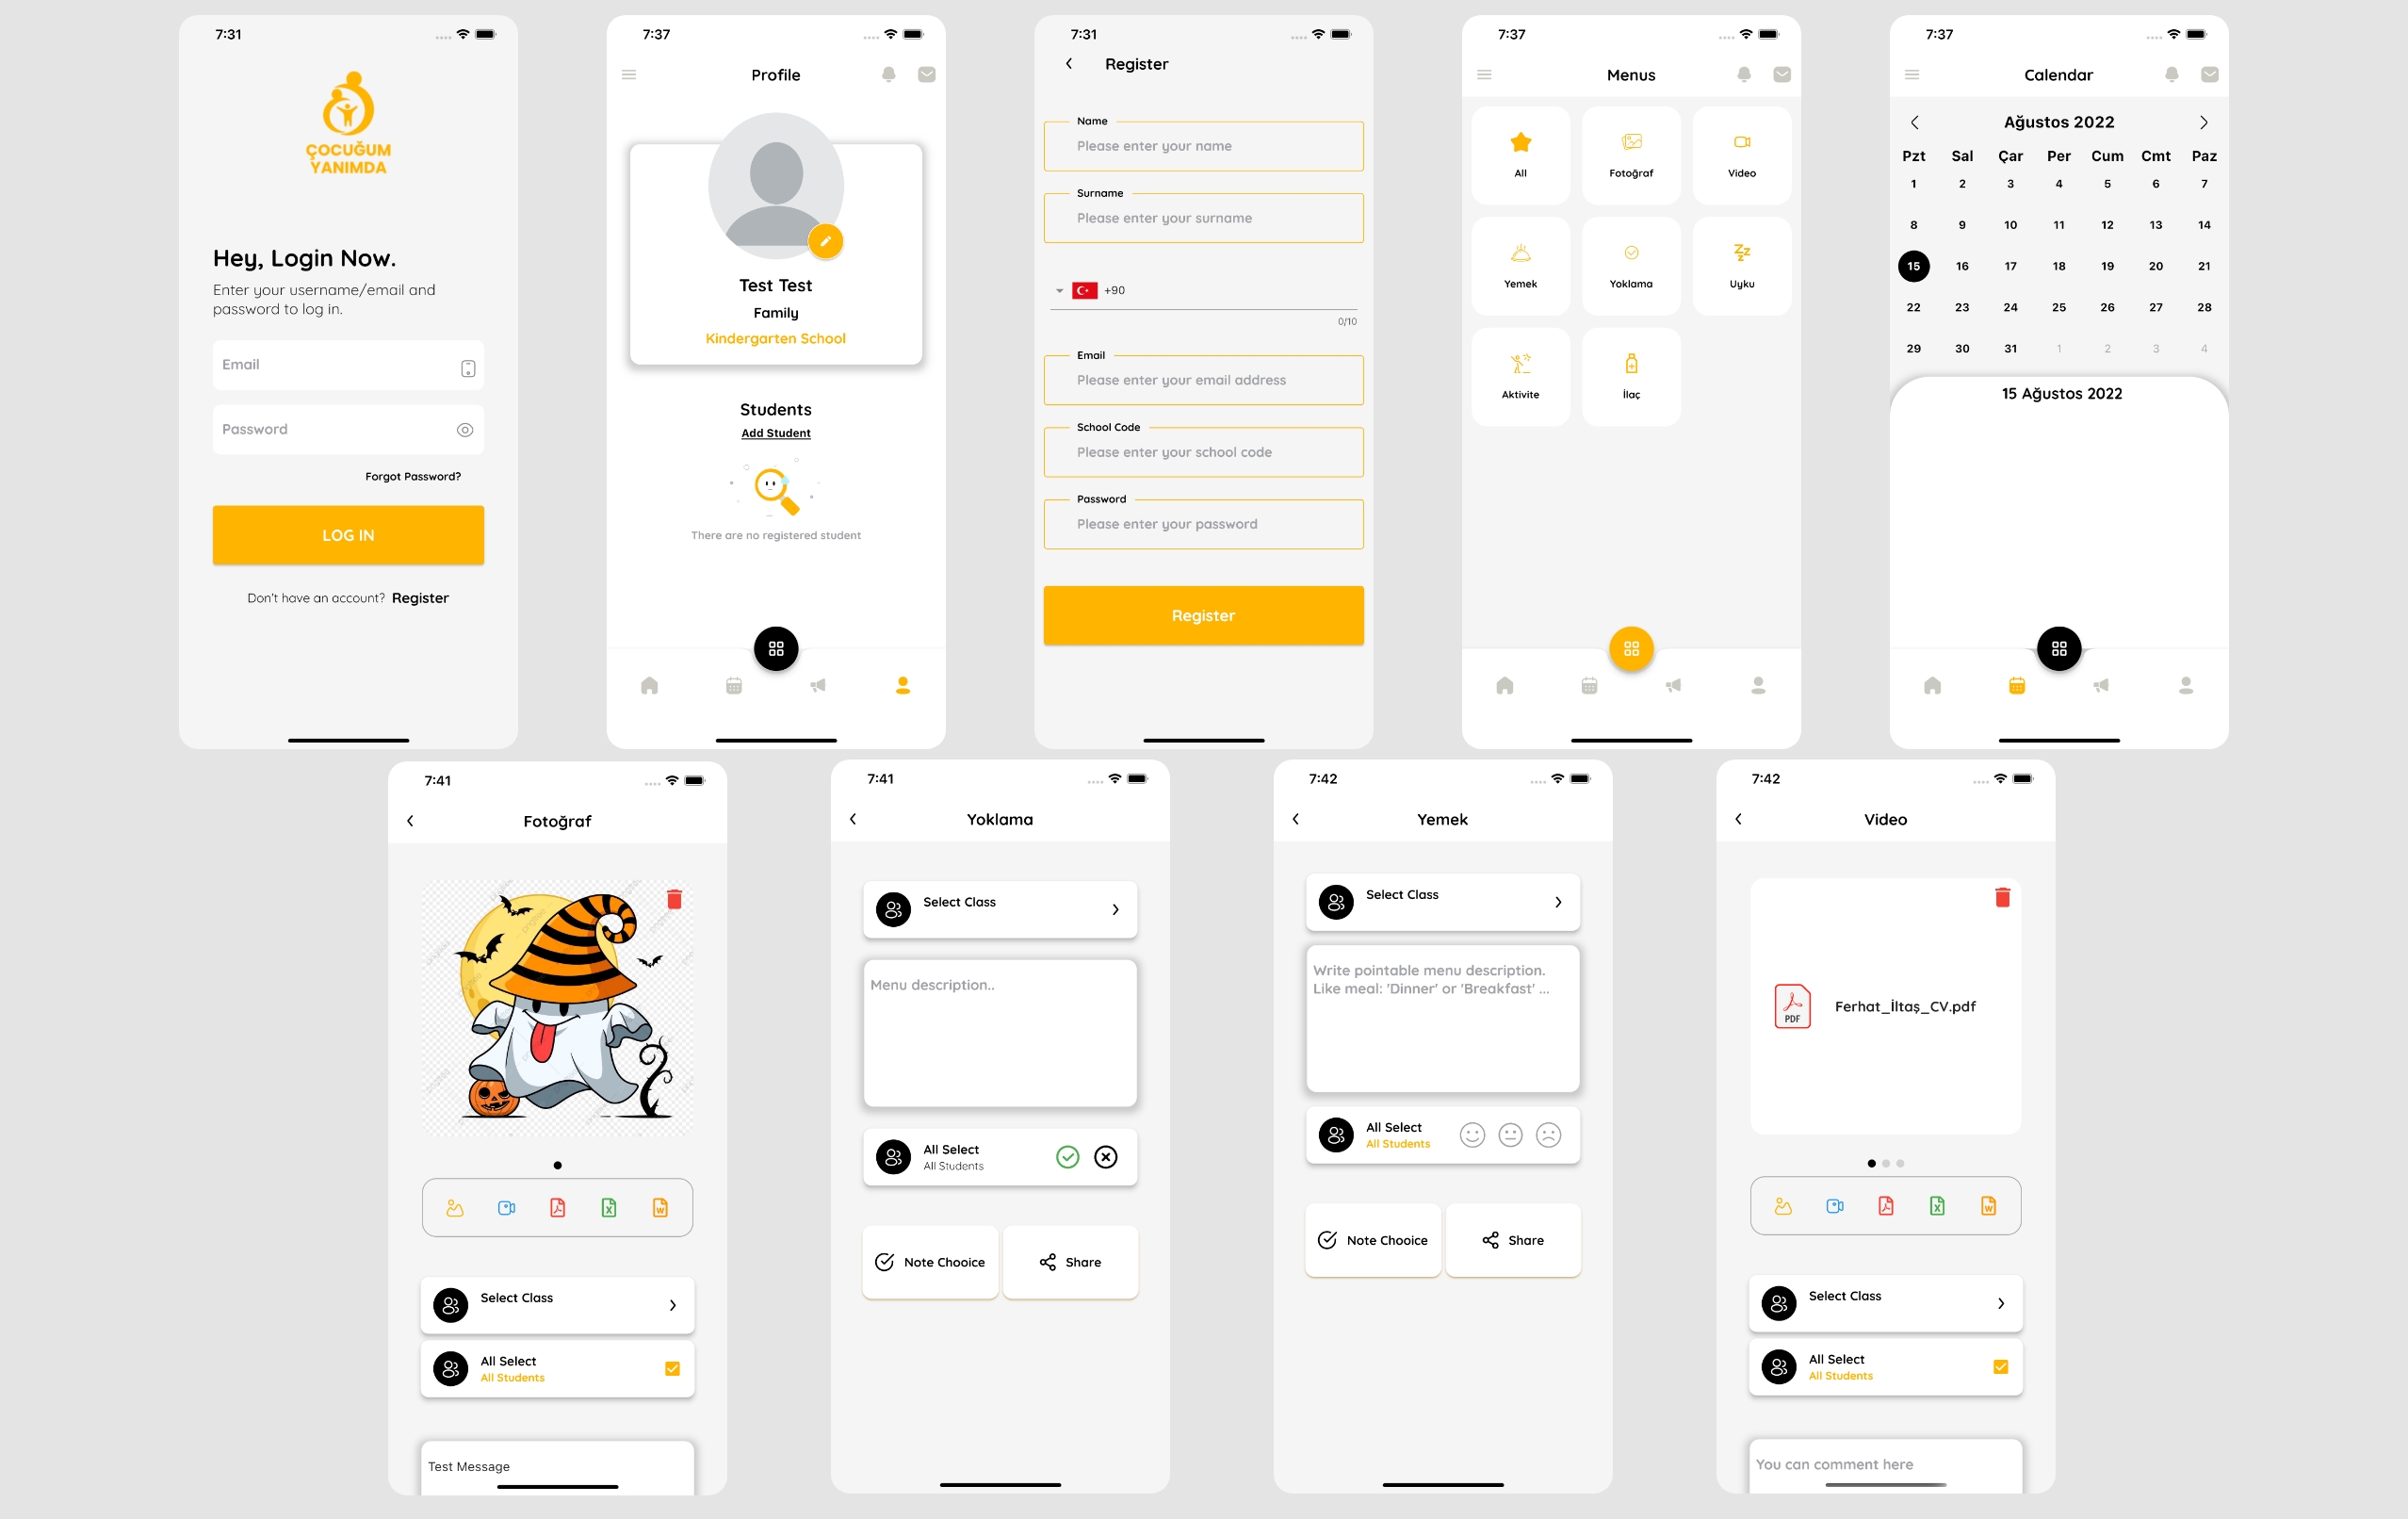 7:31
ÇOCUĞUM
YANIMDA
Hey, Login Now.
Enter your username/email and
password to log in.
Email
Password
Forgot Password?
LOG IN
Don't have an account? Register
7:37
Profile
Test Test
Family
Kindergarten School
Students
Add Student
There are no registered student
7:31
Register
Name
Please enter your name
Surname
Please enter your surname
+90
0/10
Email
Please enter your email address
School Code
Please enter your school code
Password
Please enter your password
Register
7:37
Menus
All
Fotoğraf
Video
Yemek
Yoklama
Uyku
Aktivite
İlaç
7:37
Calendar
Ağustos 2022
Pzt Sal Çar Per Cum Cmt Paz
1 2 3 4 5 6 7
8 9 10 11 12 13 14
15 16 17 18 19 20 21
22 23 24 25 26 27 28
29 30 31 1 2 3 4
15 Ağustos 2022
7:41
Fotoğraf
X
W
Select Class
All Select
All Students
Test Message
7:41
Yoklama
Select Class
Menu description..
All Select
All Students
Note Chooice
Share
7:42
Yemek
Select Class
Write pointable menu description.
Like meal: 'Dinner' or 'Breakfast' ...
All Select
All Students
Note Chooice
Share
7:42
Video
PDF
Ferhat_İltaş_CV.pdf
X
W
Select Class
All Select
All Students
You can comment here